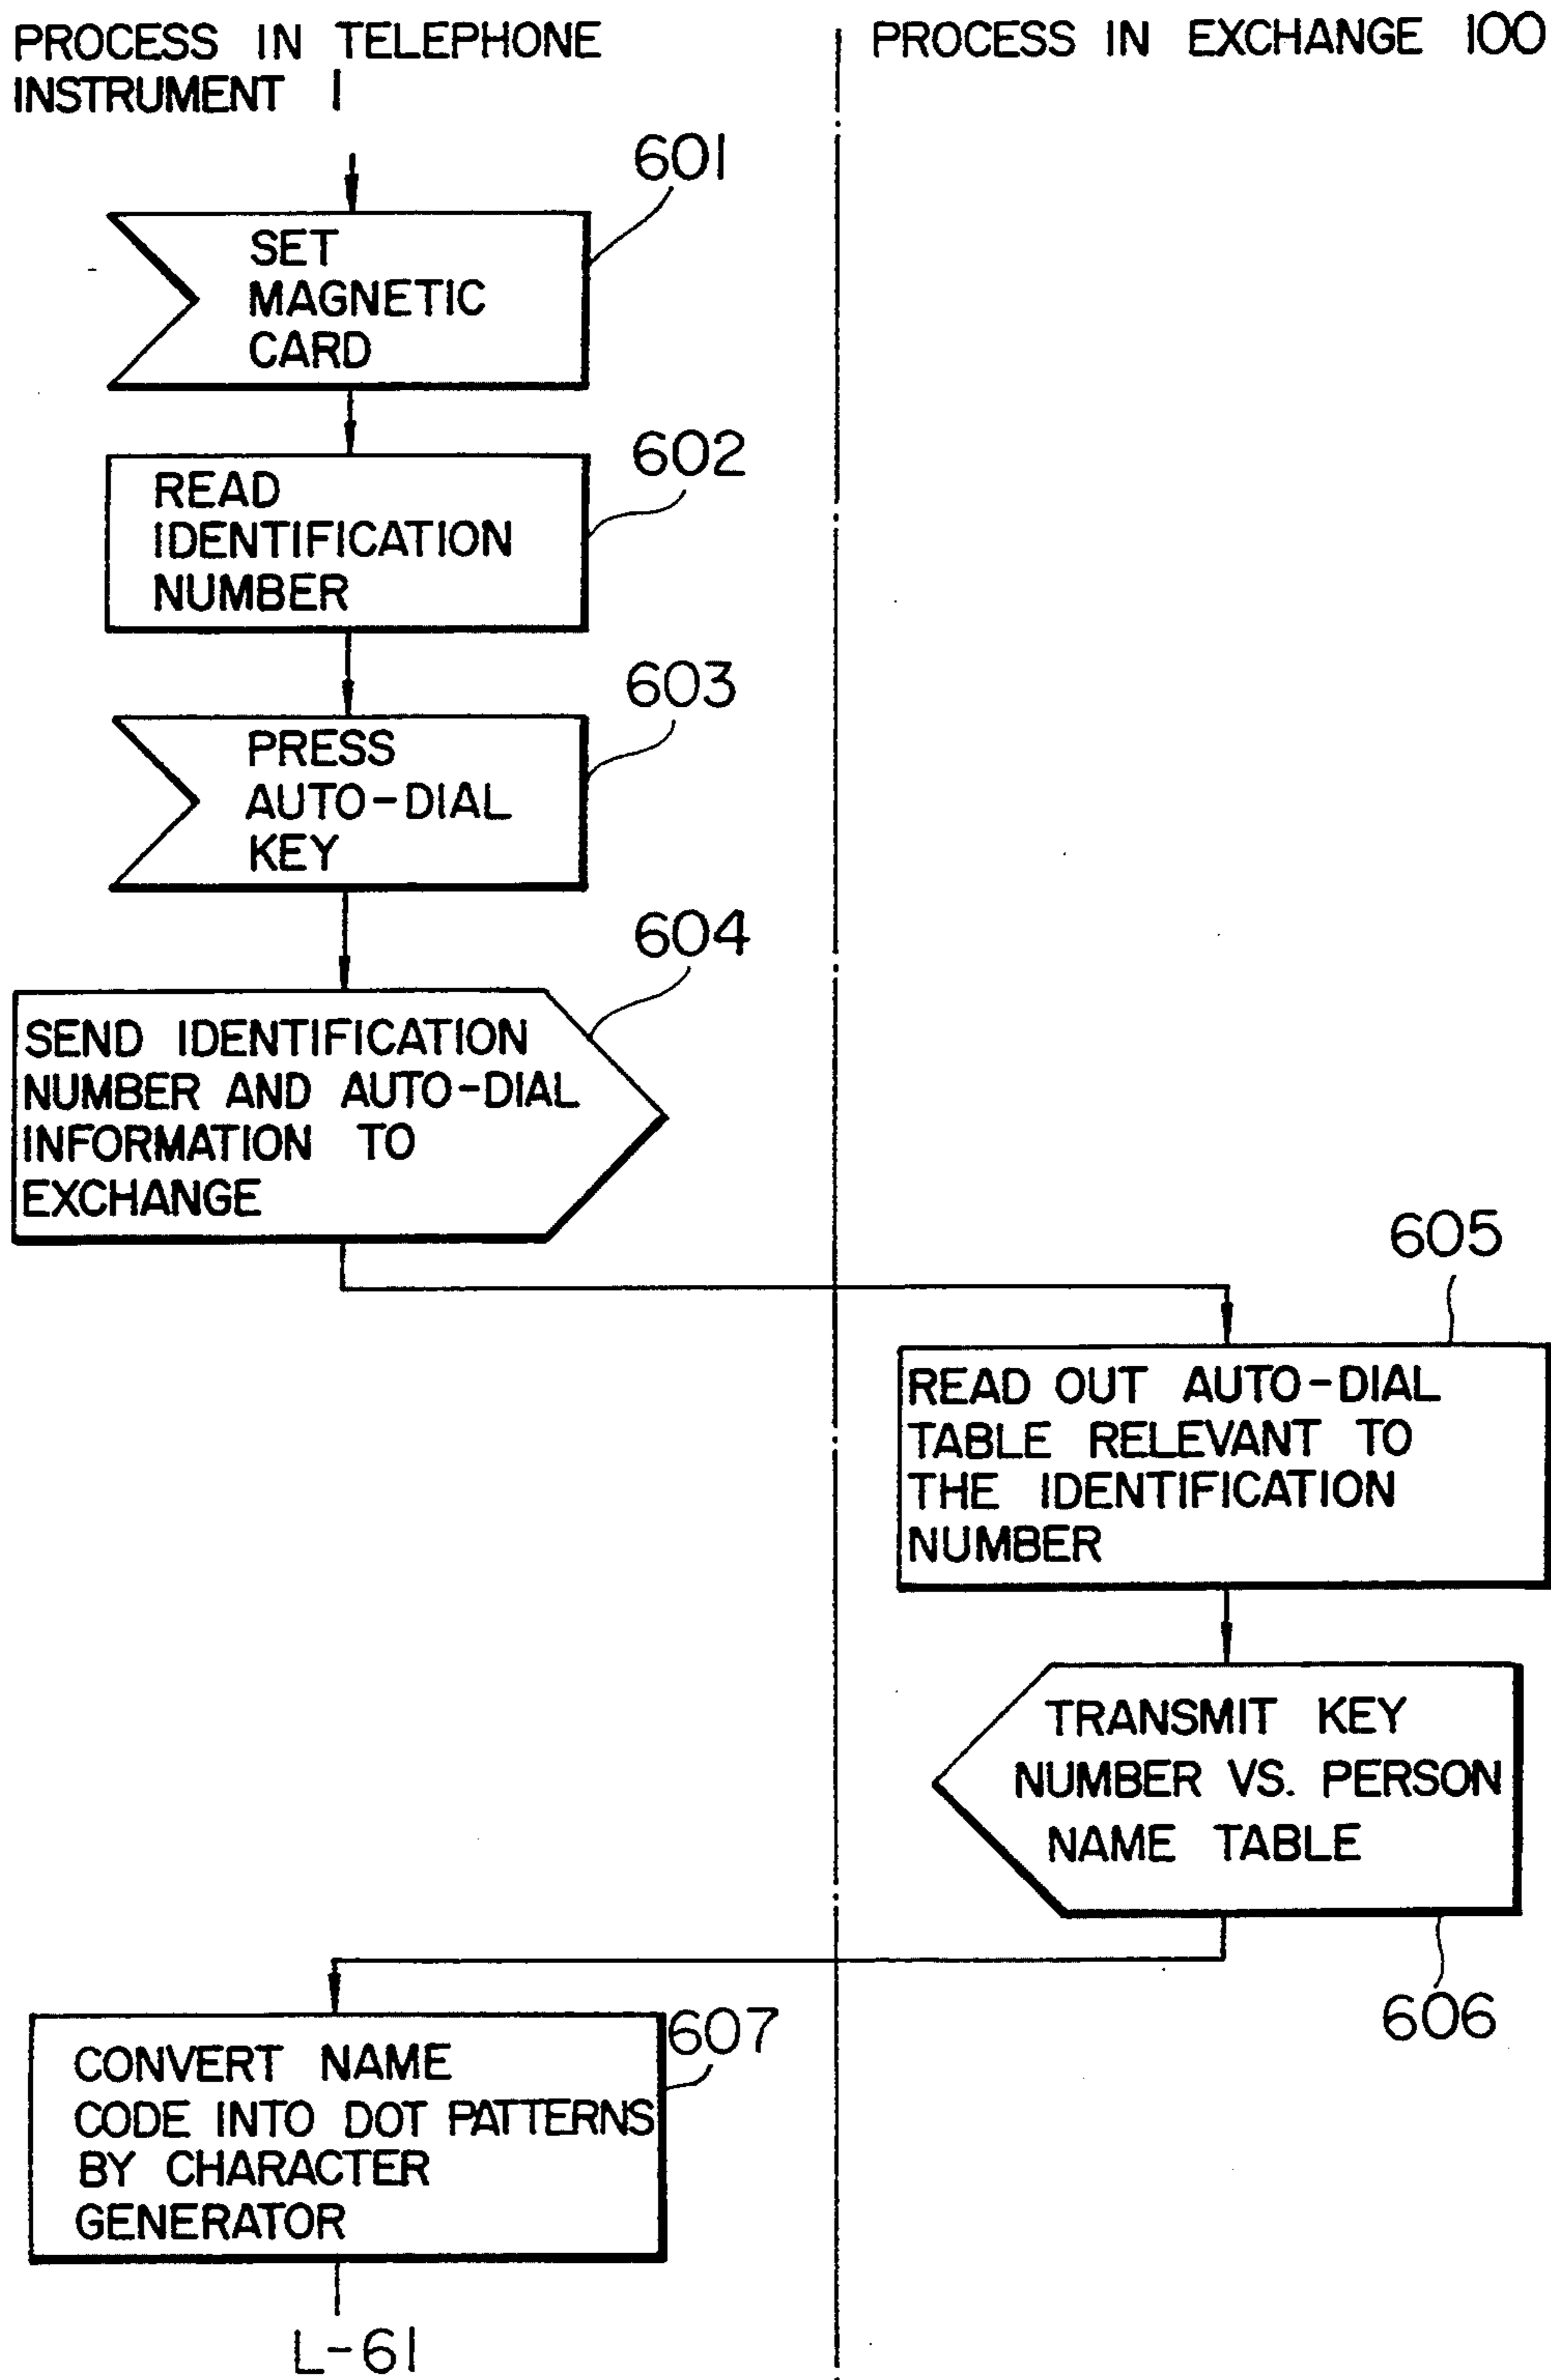 PROCESS IN TELEPHONE
INSTRUMENT 1
PROCESS IN EXCHANGE 100
601
SET
MAGNETIC
CARD
602
READ
IDENTIFICATION
NUMBER
603
PRESS
AUTO-DIAL
KEY
604
SEND IDENTIFICATION
NUMBER AND AUTO-DIAL
INFORMATION TO
EXCHANGE
605
READ OUT AUTO-DIAL
TABLE RELEVANT TO
THE IDENTIFICATION
NUMBER
TRANSMIT KEY
NUMBER VS. PERSON
NAME TABLE
606
607
CONVERT NAME
CODE INTO DOT PATTERNS
BY CHARACTER
GENERATOR
L-61